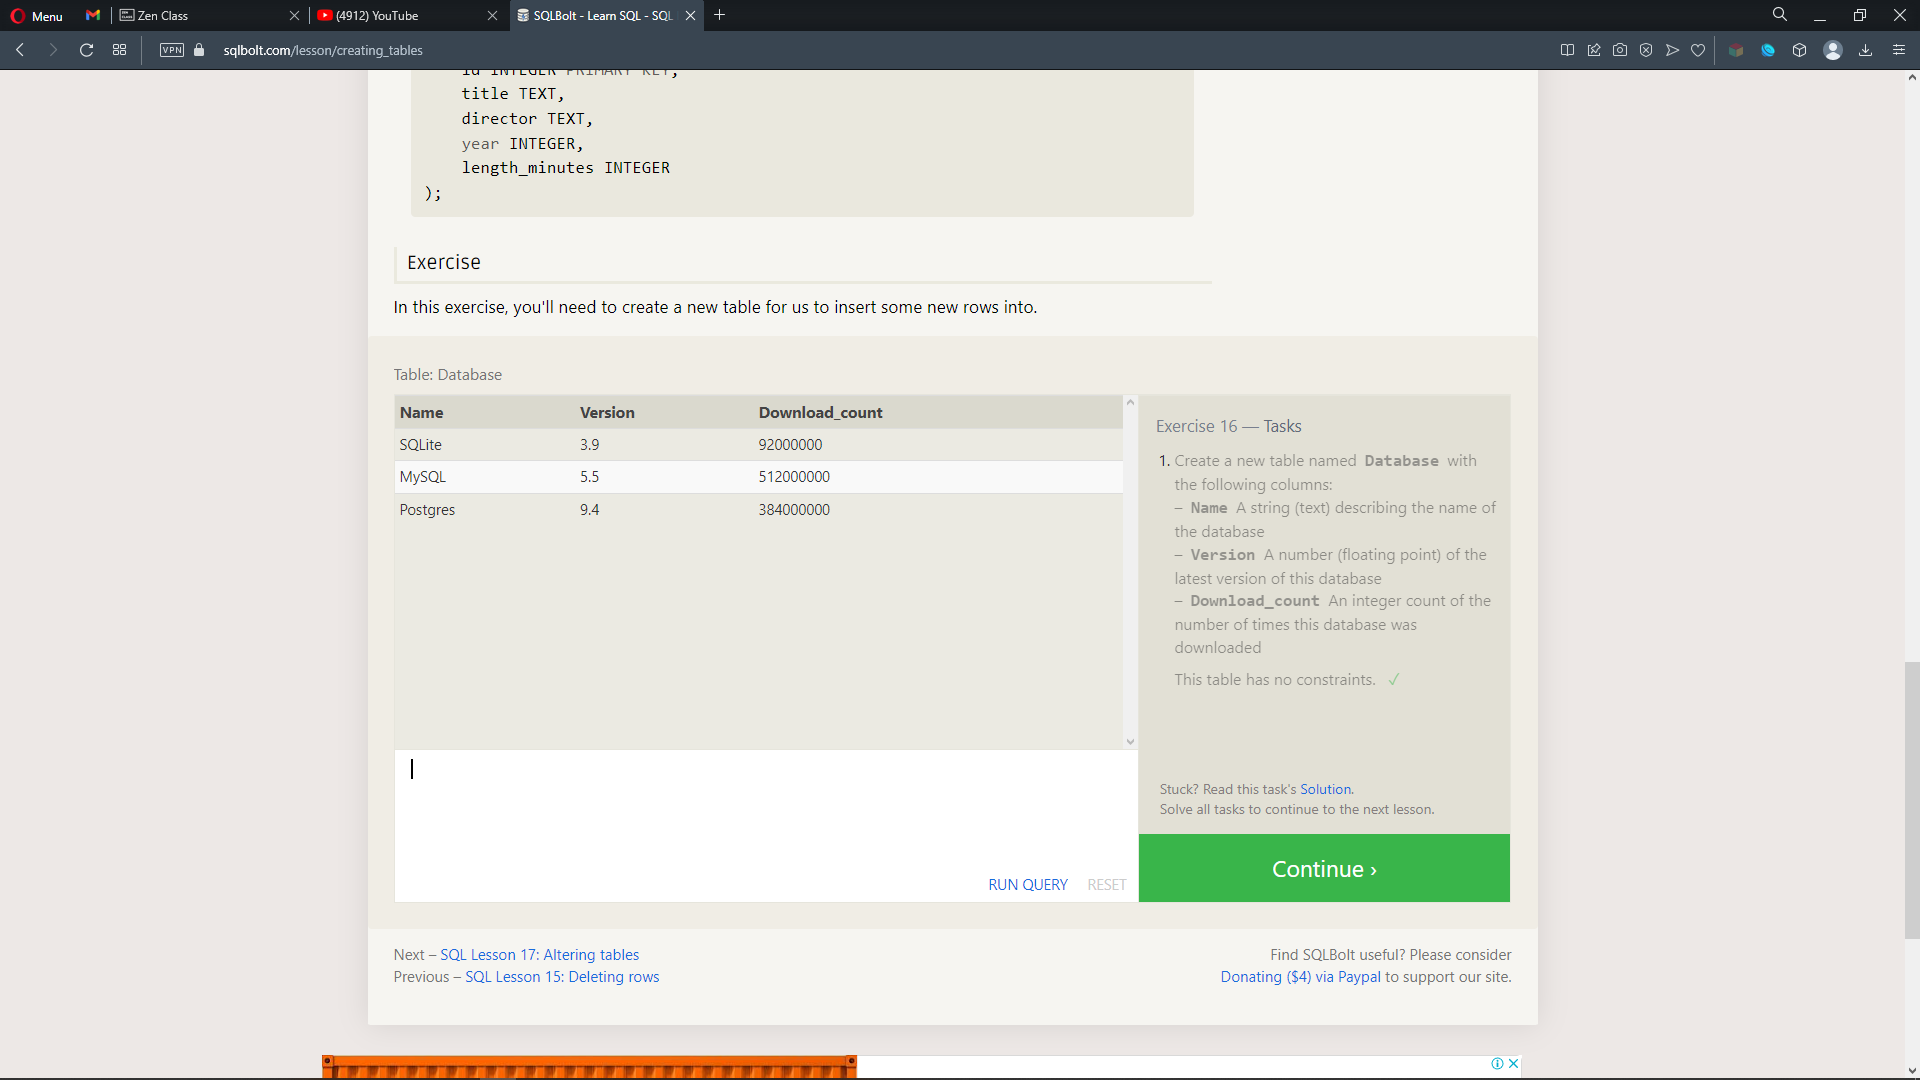 Menu
Zen Class
(4912) YouTube
SQLBolt - Learn SQL - SQL
VPN
sqlbolt.com/lesson/creating_tables
id INTEGER PRIMARY KEY,
title TEXT,
director TEXT,
year INTEGER,
length_minutes INTEGER
);
Exercise
In this exercise, you'll need to create a new table for us to insert some new rows into.
Table: Database
Name Version Download_count
SQLite 3.9 92000000
MySQL 5.5 512000000
Postgres 9.4 384000000
Exercise 16 — Tasks
1. Create a new table named Database with
the following columns:
– Name A string (text) describing the name of
the database
– Version A number (floating point) of the
latest version of this database
– Download_count An integer count of the
number of times this database was
downloaded
This table has no constraints. ✓
Stuck? Read this task's Solution.
Solve all tasks to continue to the next lesson.
RUN QUERY RESET
Continue ›
Next – SQL Lesson 17: Altering tables
Previous – SQL Lesson 15: Deleting rows
Find SQLBolt useful? Please consider
Donating ($4) via Paypal to support our site.